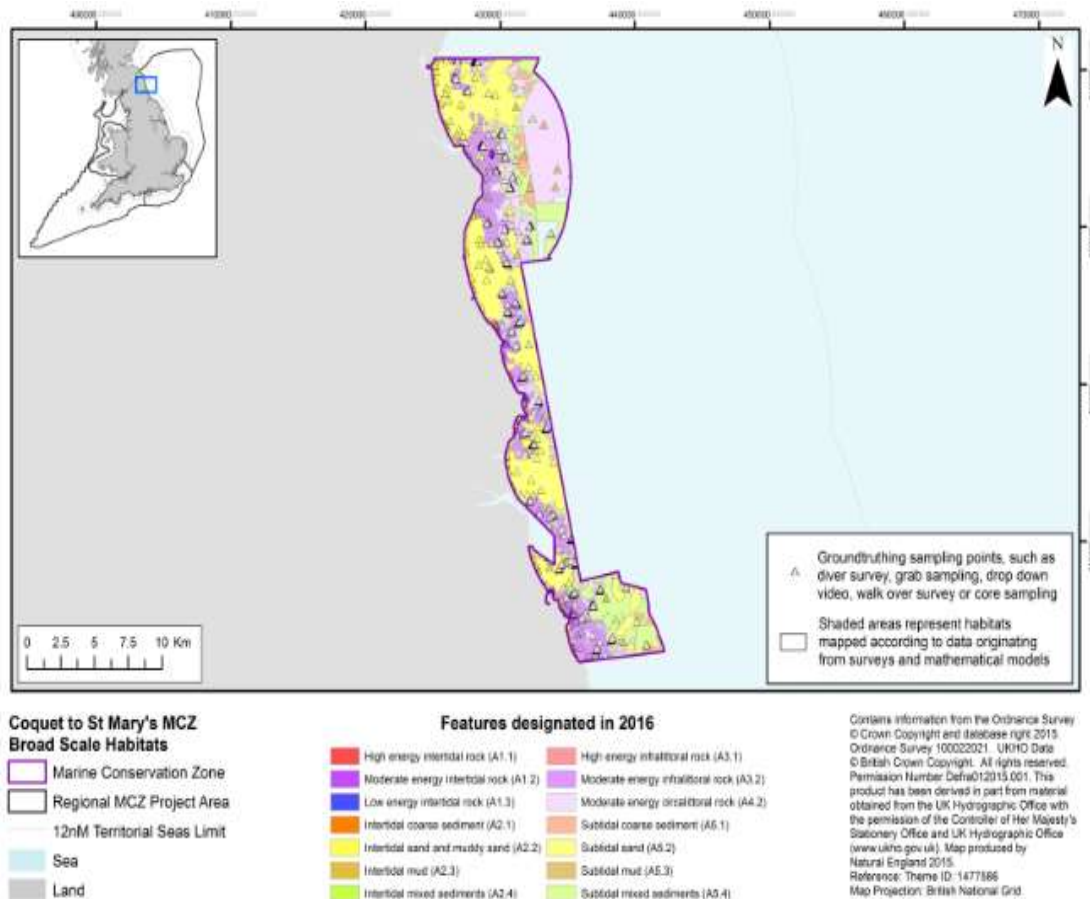 400000
410000
420000
430000
440000
450000
460000
470000
N
Groundtruthing sampling points, such as
diver survey, grab sampling, drop down
video, walk over survey or core sampling
Shaded areas represent habitats
mapped according to data originating
from surveys and mathematical models
0 2.5 5 10 Km
Coquet to St Mary's MCZ
Broad Scale Habitats
Marine Conservation Zone
Regional MCZ Project Area
12nM Territorial Seas Limit
Sea
Land
Features designated in 2016
High energy intertidal rock (A1.1)
Moderate energy intertidal rock (A1.2)
Low energy intertidal rock (A1.3)
Intertidal coarse sediment (A2.1)
Intertidal sand and muddy sand (A2.2)
Intertidal mud (A2.3)
Intertidal mixed sediments (A2.4)
High energy infralittoral rock (A3.1)
Moderate energy infralittoral rock (A3.2)
Moderate energy circalittoral rock (A4.2)
Subtidal coarse sediment (A5.1)
Subtidal sand (A5.2)
Subtidal mud (A5.3)
Subtidal mixed sediments (A5.4)
Contains information from the Ordnance Survey
© Crown Copyright and database right 2015.
Ordnance Survey 100022021. UKHO Data
© British Crown Copyright. All rights reserved.
Permission Number Defra012015.001. This
product has been derived in part from material
obtained from the UK Hydrographic Office with
the permission of the Controller of Her Majesty's
Stationery Office and UK Hydrographic Office
(www.ukho.gov.uk). Map produced by
Natural England 2015.
Reference: Theme ID: 1477586
Map Projection: British National Grid